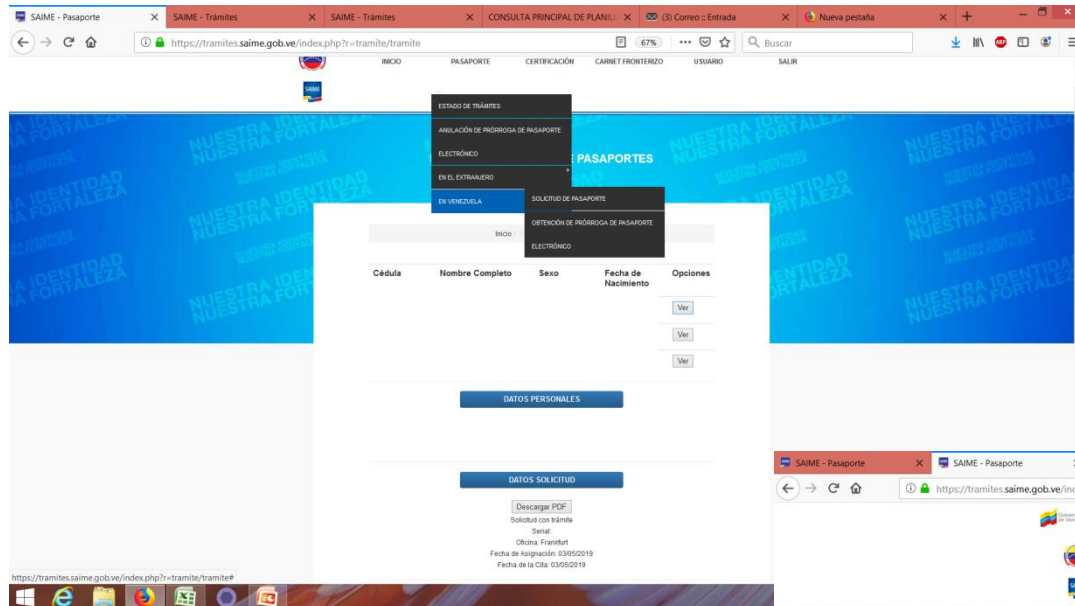 SAIME - Pasaporte
SAIME - Trámites
SAIME - Trámites
CONSULTA PRINCIPAL DE PLANILL
(3) Correo :: Entrada
Nueva pestaña
https://tramites.saime.gob.ve/index.php?r=tramite/tramite
67%
Buscar
INICIO
PASAPORTE
CERTIFICACIÓN
CARNET FRONTERIZO
USUARIO
SALIR
SAIME
ESTADO DE TRÁMITES
ANULACIÓN DE PRÓRROGA DE PASAPORTE
ELECTRÓNICO
EN EL EXTRANJERO
EN VENEZUELA
SOLICITUD DE PASAPORTE
OBTENCIÓN DE PRÓRROGA DE PASAPORTE
ELECTRÓNICO
PASAPORTES
NUESTRA IDENTIDAD
NUESTRA FORTALEZA
Inicio
Cédula Nombre Completo Sexo Fecha de Nacimiento Opciones
Ver
Ver
Ver
DATOS PERSONALES
DATOS SOLICITUD
Descargar PDF
Solicitud con trámite
Serial:
Oficina: Frankfurt
Fecha de Asignación: 03/05/2019
Fecha de la Cita: 03/05/2019
https://tramites.saime.gob.ve/index.php?r=tramite/tramite#
SAIME - Pasaporte
SAIME - Pasaporte
https://tramites.saime.gob.ve/ind